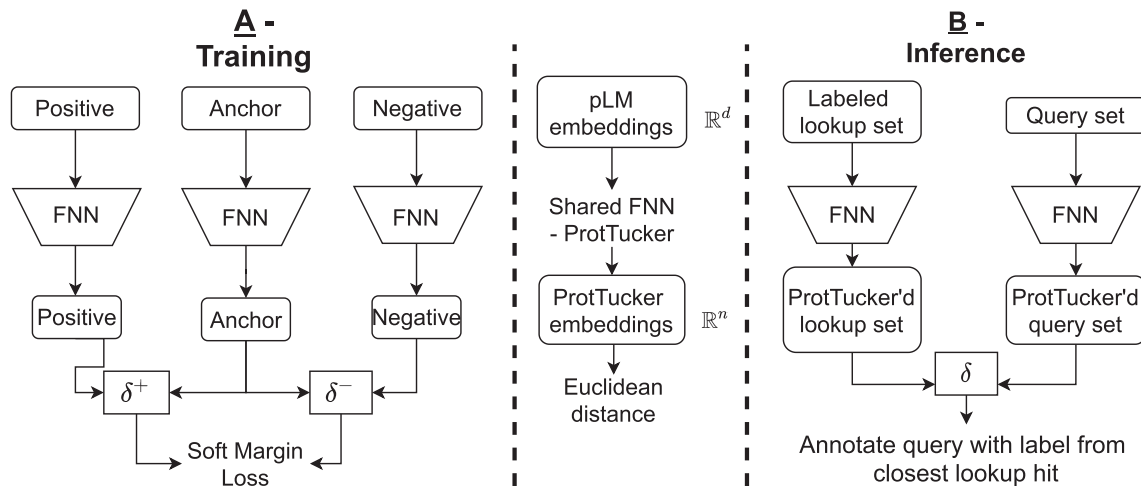 A -
Training
Positive
Anchor
Negative
FNN
FNN
FNN
Positive
Anchor
Negative
δ⁺
δ⁻
Soft Margin
Loss
pLM
embeddings
ℝᵈ
Shared FNN
- ProtTucker
ProtTucker
embeddings
ℝⁿ
Euclidean
distance
B -
Inference
Labeled
lookup set
Query set
FNN
FNN
ProtTucker'd
lookup set
ProtTucker'd
query set
δ
Annotate query with label from
closest lookup hit